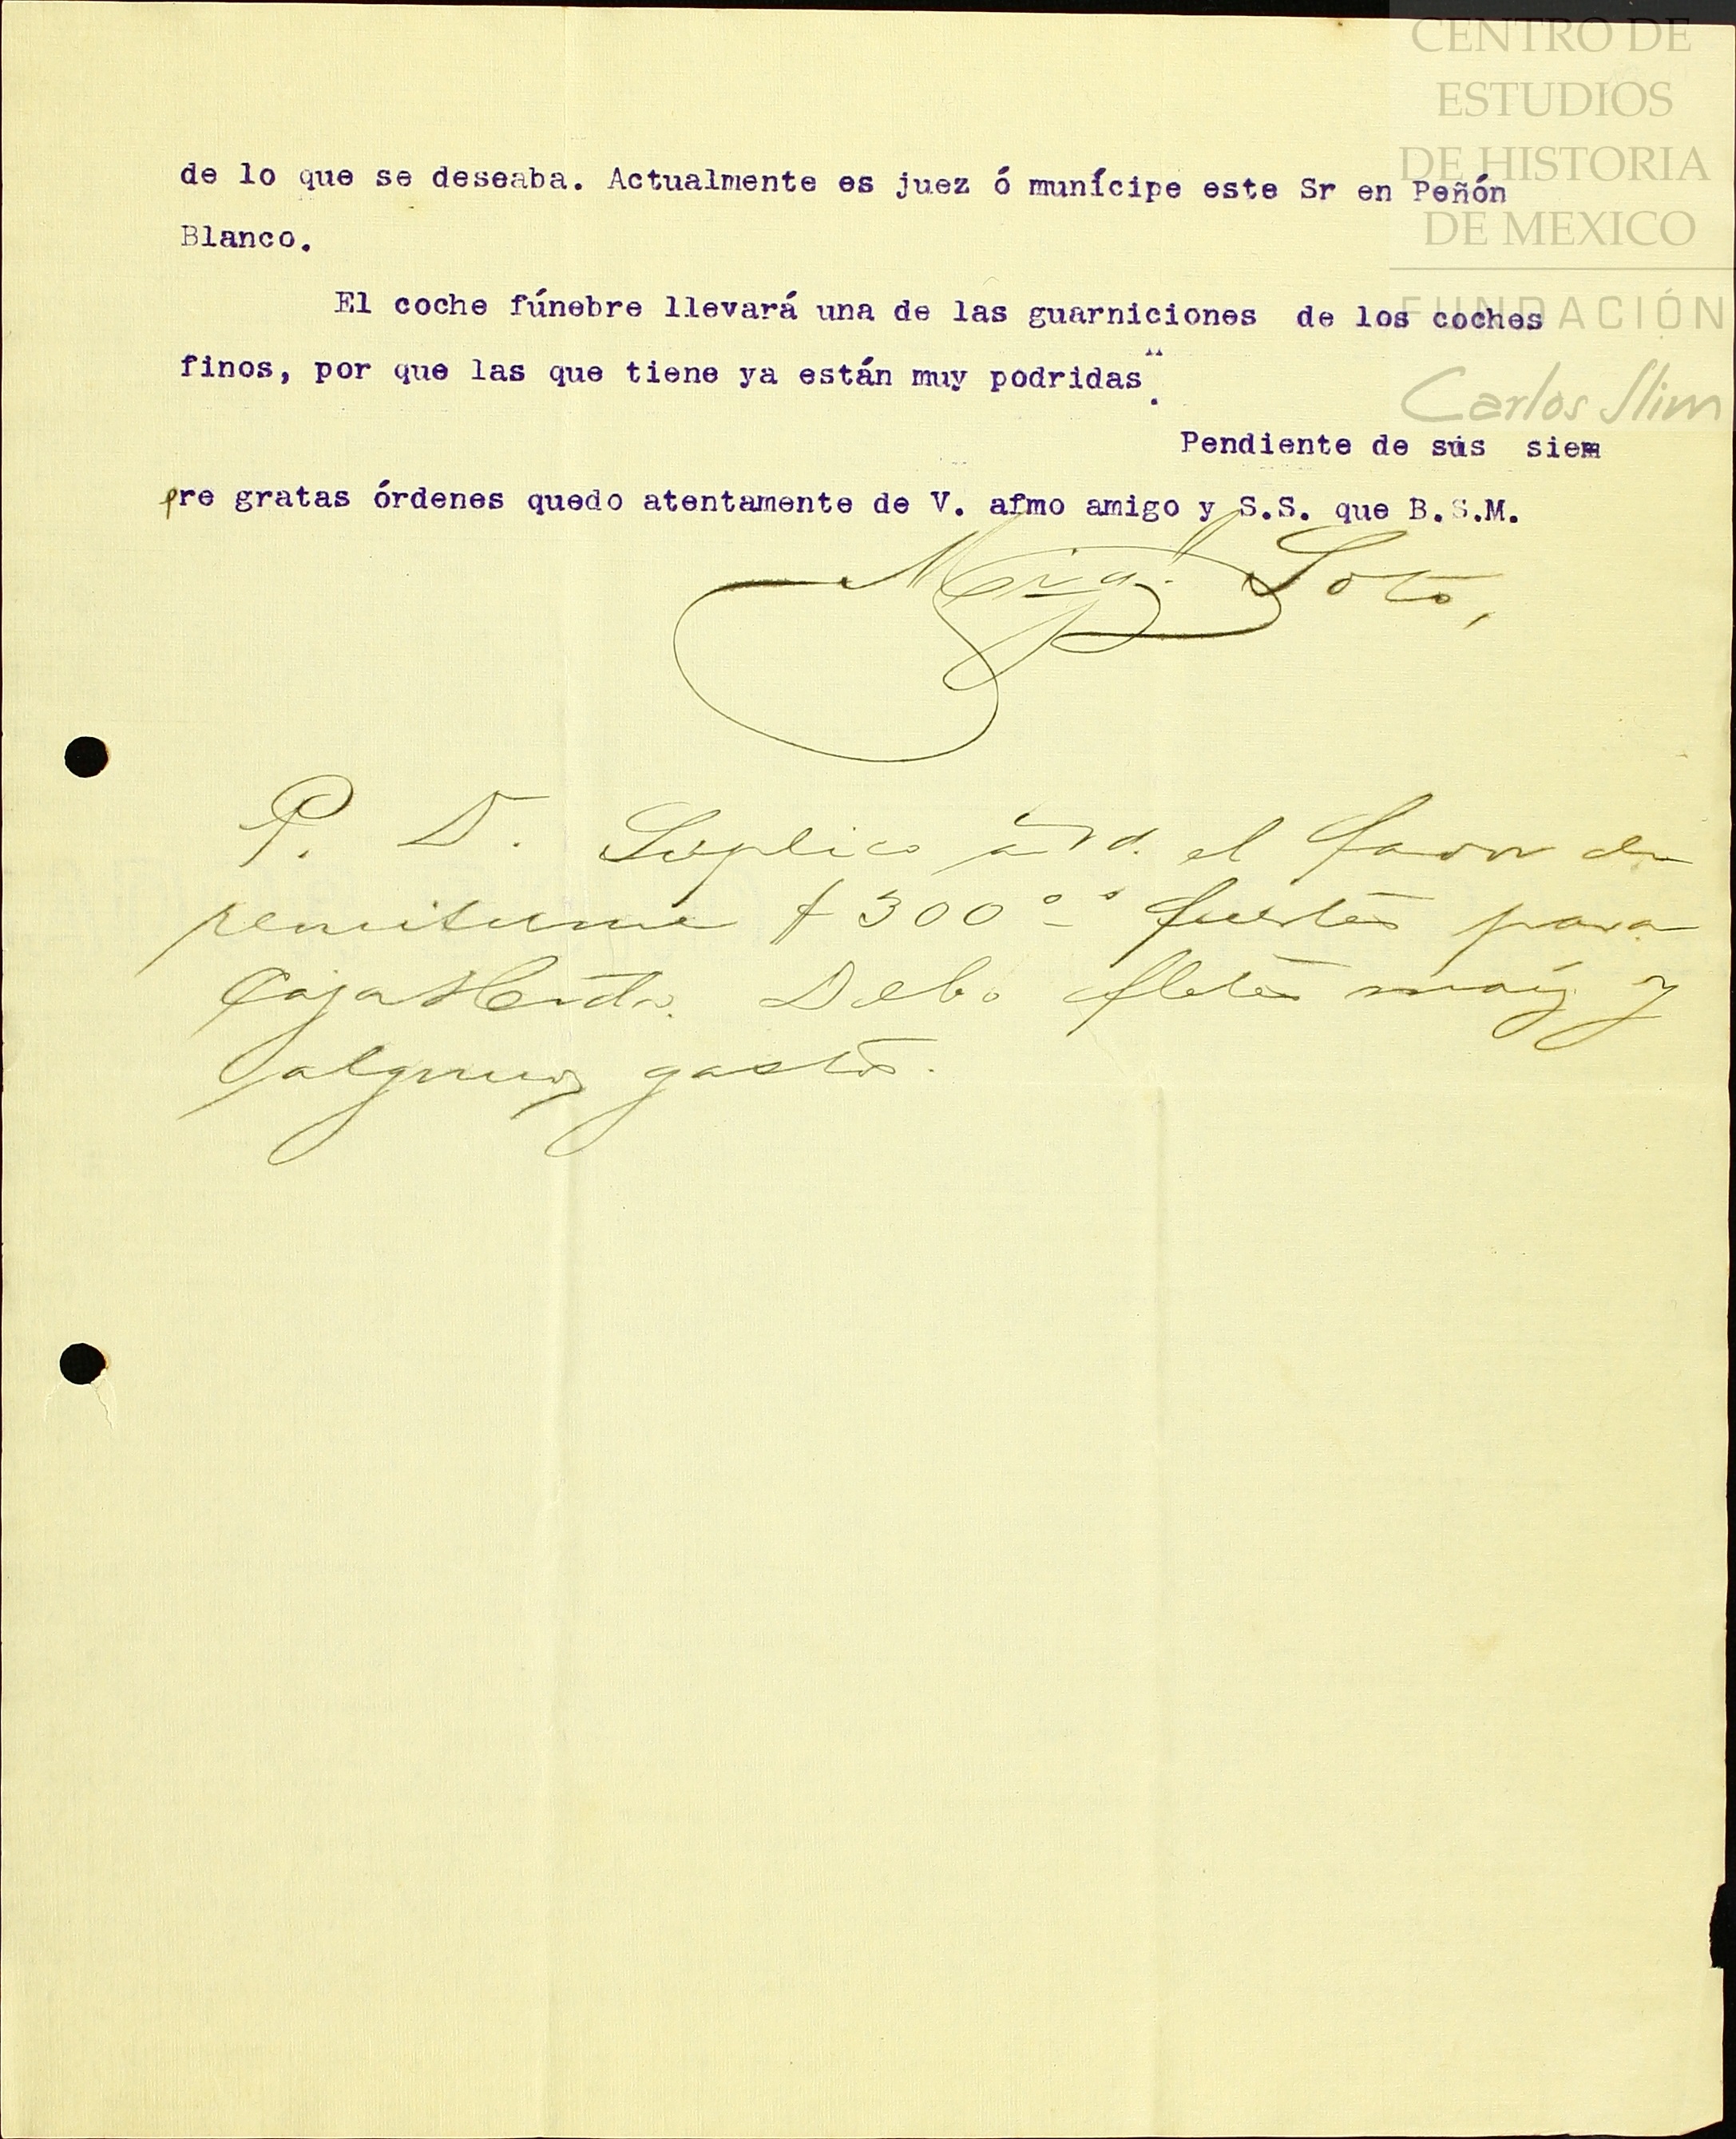 CENTRO DE
ESTUDIOS
DE HISTORIA
DE MEXICO
FUNDACIÓN
Carlos Slim
de lo que se deseaba. Actualmente es juez ó munícipe este Sr en Peñón
Blanco.
El coche fúnebre llevará una de las guarniciones de los coches
finos, por que las que tiene ya están muy podridas".
Pendiente de sus siem
pre gratas órdenes quedo atentamente de V. afmo amigo y S.S. que B.S.M.
Soto,
P. D. Suplico a Vd. el favor de
remitirme $300 fuertes para
Caja Debo fletes maíz y
algunos gastos.